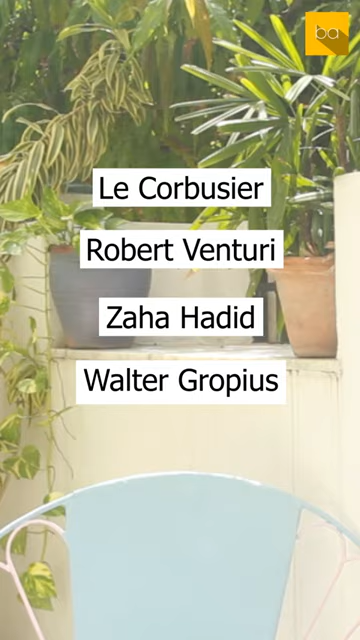 ba
Le Corbusier
Robert Venturi
Zaha Hadid
Walter Gropius